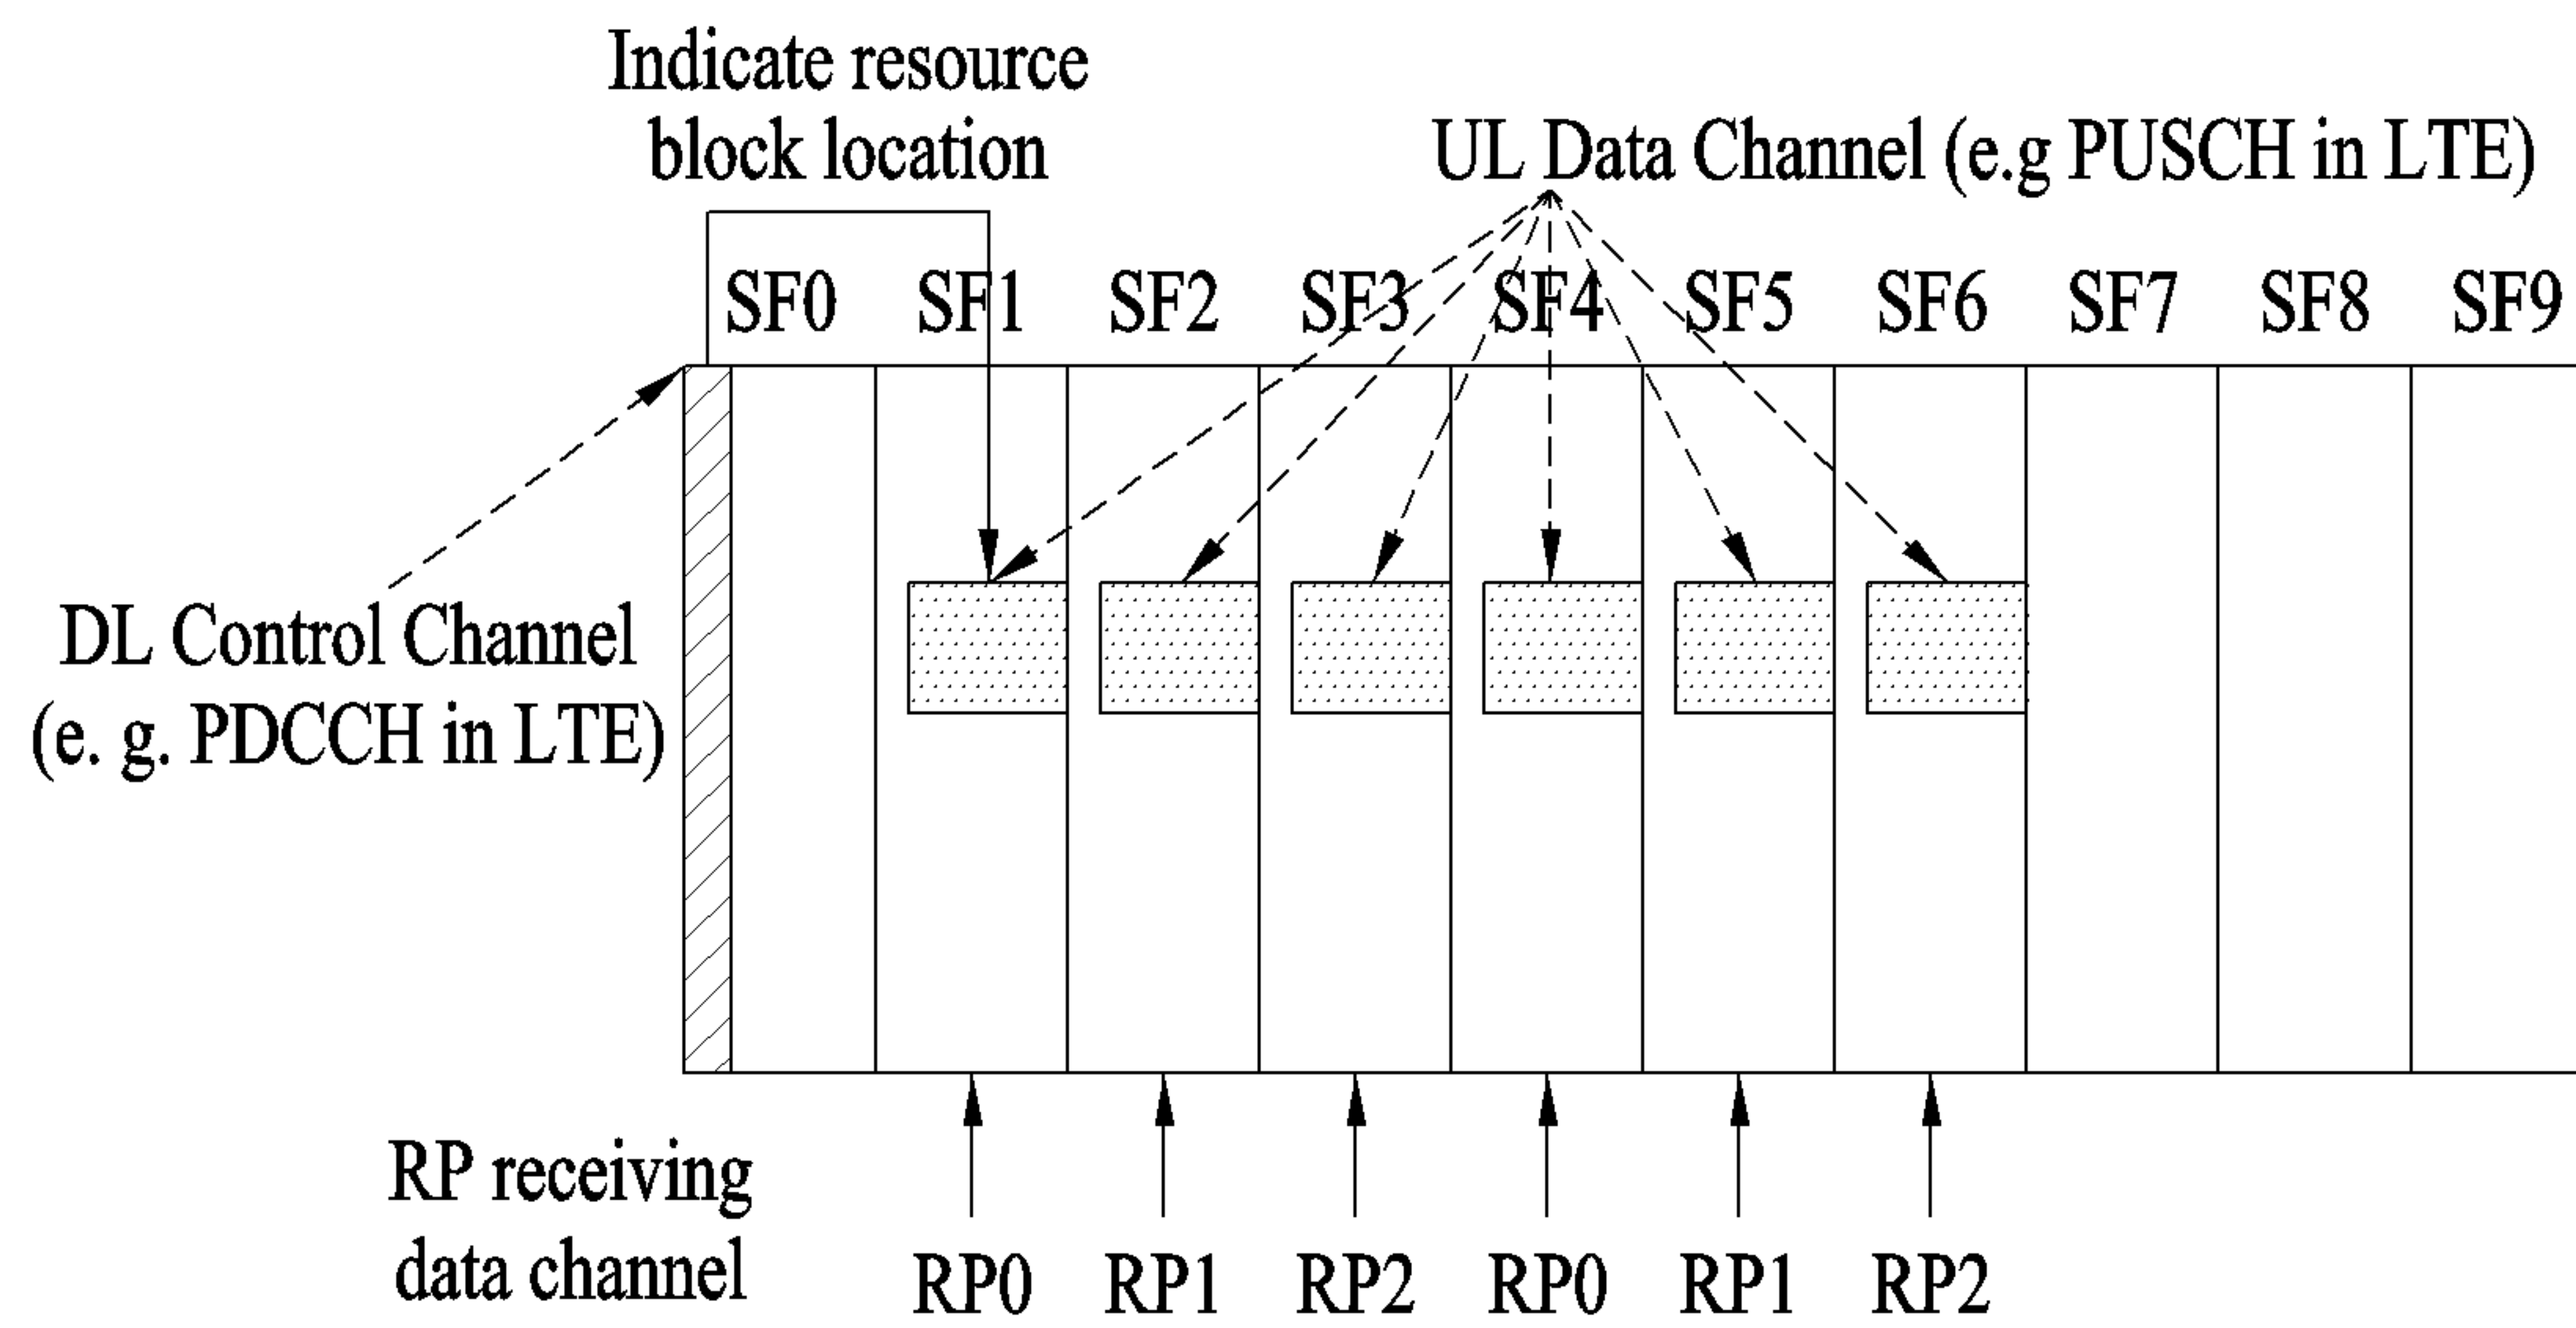 Indicate resource
block location
UL Data Channel (e.g PUSCH in LTE)
SF0 SF1 SF2 SF3 SF4 SF5 SF6 SF7 SF8 SF9
DL Control Channel
(e. g. PDCCH in LTE)
RP receiving
data channel
RP0 RP1 RP2 RP0 RP1 RP2